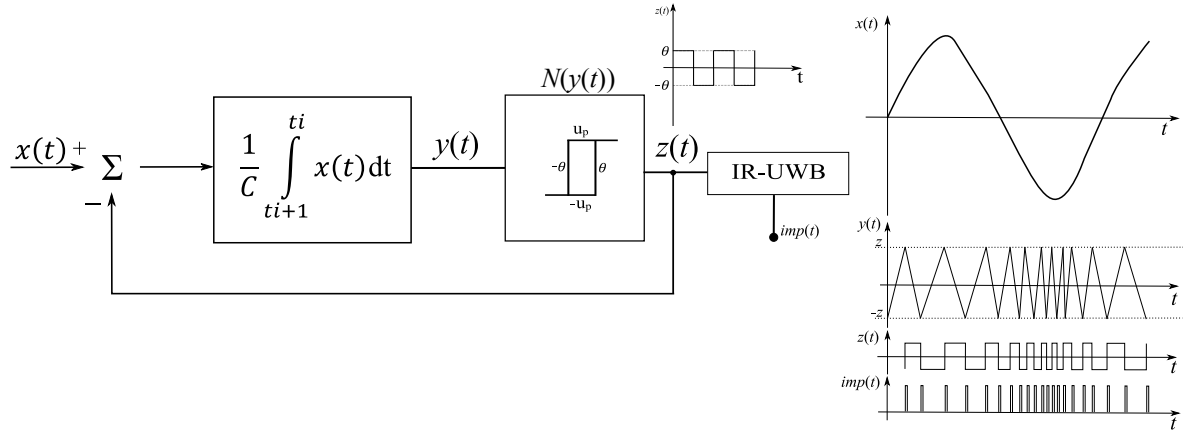 x(t) +
Σ
−
1/C ∫ x(t) dt
ti
ti+1
y(t)
N(y(t))
u_p
-θ
θ
-u_p
z(t)
θ
-θ
t
z(t)
IR-UWB
imp(t)
x(t)
t
y(t)
z
-z
t
z(t)
t
imp(t)
t